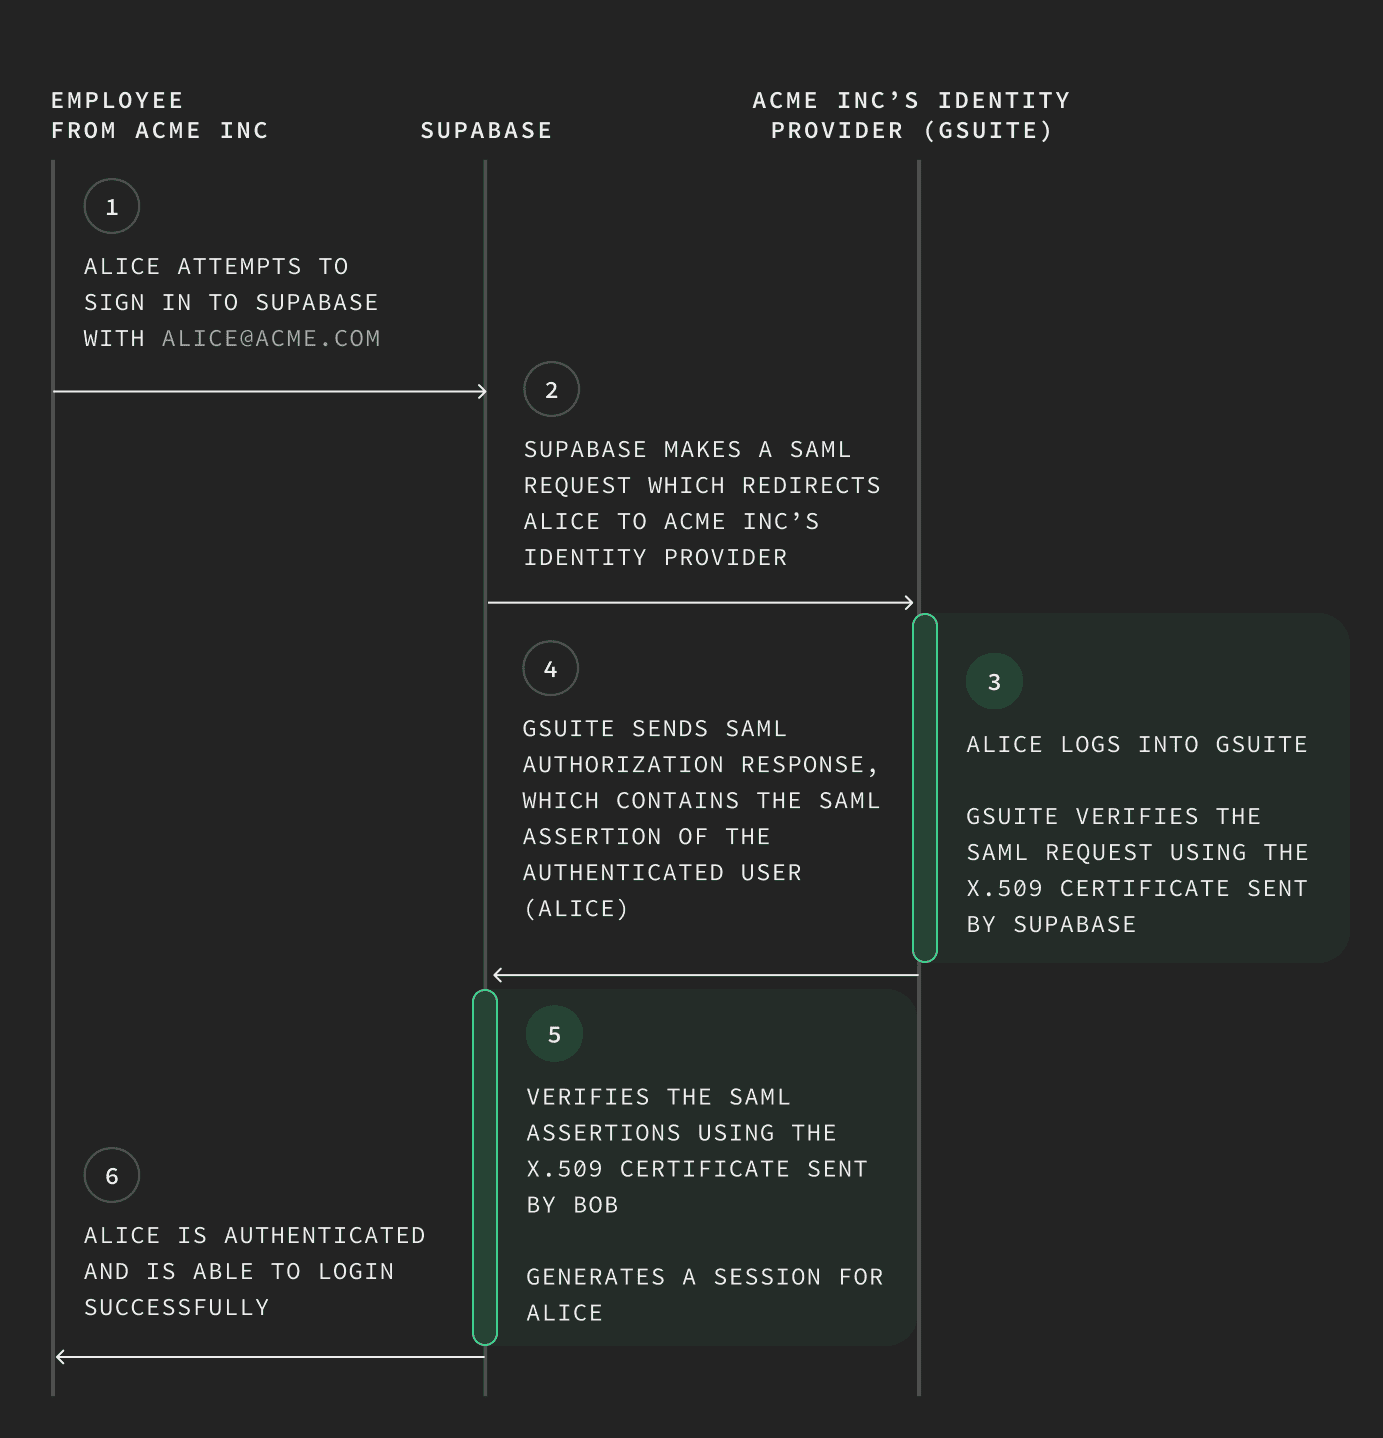 EMPLOYEE
FROM ACME INC
SUPABASE
ACME INC’S IDENTITY
PROVIDER (GSUITE)
1
ALICE ATTEMPTS TO
SIGN IN TO SUPABASE
WITH ALICE@ACME.COM
2
SUPABASE MAKES A SAML
REQUEST WHICH REDIRECTS
ALICE TO ACME INC’S
IDENTITY PROVIDER
3
ALICE LOGS INTO GSUITE
GSUITE VERIFIES THE
SAML REQUEST USING THE
X.509 CERTIFICATE SENT
BY SUPABASE
4
GSUITE SENDS SAML
AUTHORIZATION RESPONSE,
WHICH CONTAINS THE SAML
ASSERTION OF THE
AUTHENTICATED USER
(ALICE)
5
VERIFIES THE SAML
ASSERTIONS USING THE
X.509 CERTIFICATE SENT
BY BOB
GENERATES A SESSION FOR
ALICE
6
ALICE IS AUTHENTICATED
AND IS ABLE TO LOGIN
SUCCESSFULLY